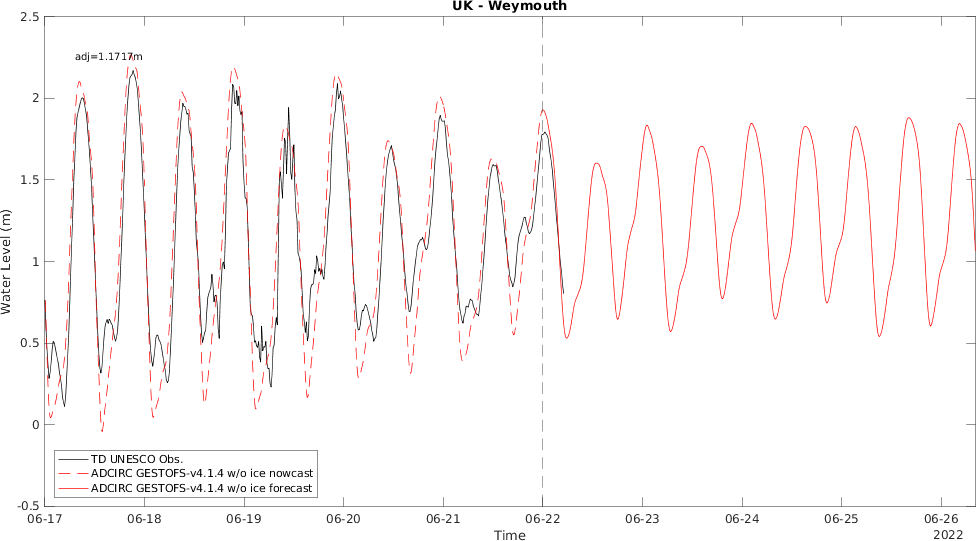 UK - Weymouth
2.5
adj=1.1717m
2
1.5
1
0.5
0
-0.5
Water Level (m)
TD UNESCO Obs.
ADCIRC GESTOFS-v4.1.4 w/o ice nowcast
ADCIRC GESTOFS-v4.1.4 w/o ice forecast
06-17 06-18 06-19 06-20 06-21 06-22 06-23 06-24 06-25 06-26
Time
2022